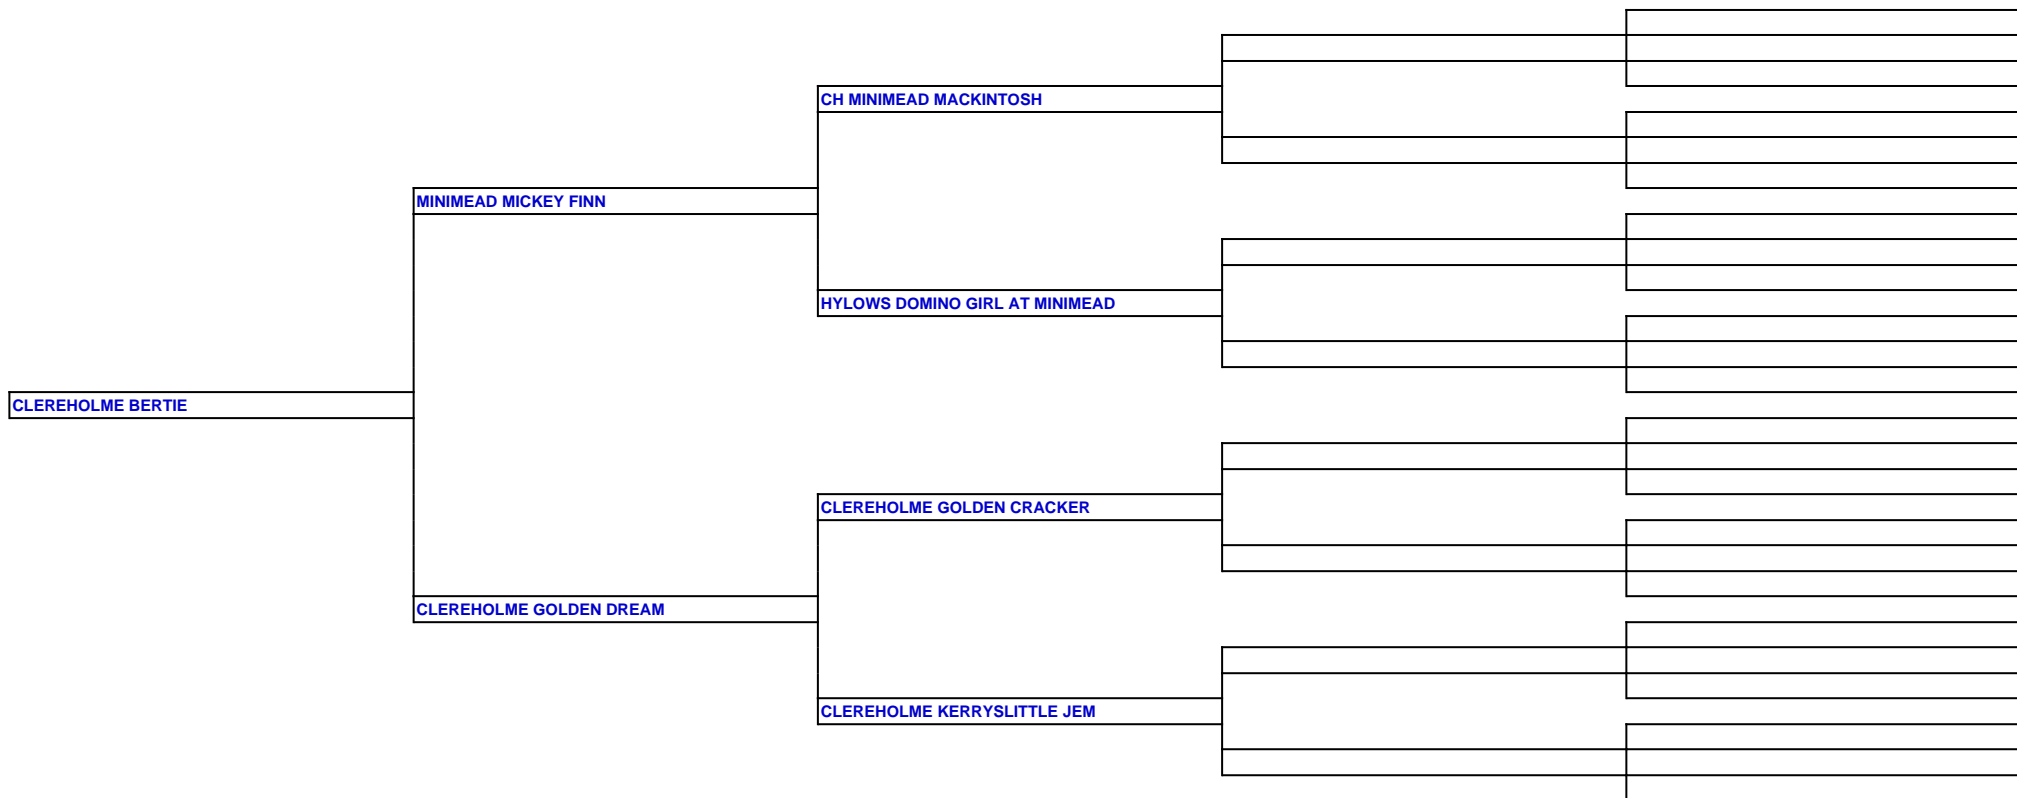 CH MINIMEAD MACKINTOSH
MINIMEAD MICKEY FINN
HYLOWS DOMINO GIRL AT MINIMEAD
CLEREHOLME BERTIE
CLEREHOLME GOLDEN CRACKER
CLEREHOLME GOLDEN DREAM
CLEREHOLME KERRYSLITTLE JEM